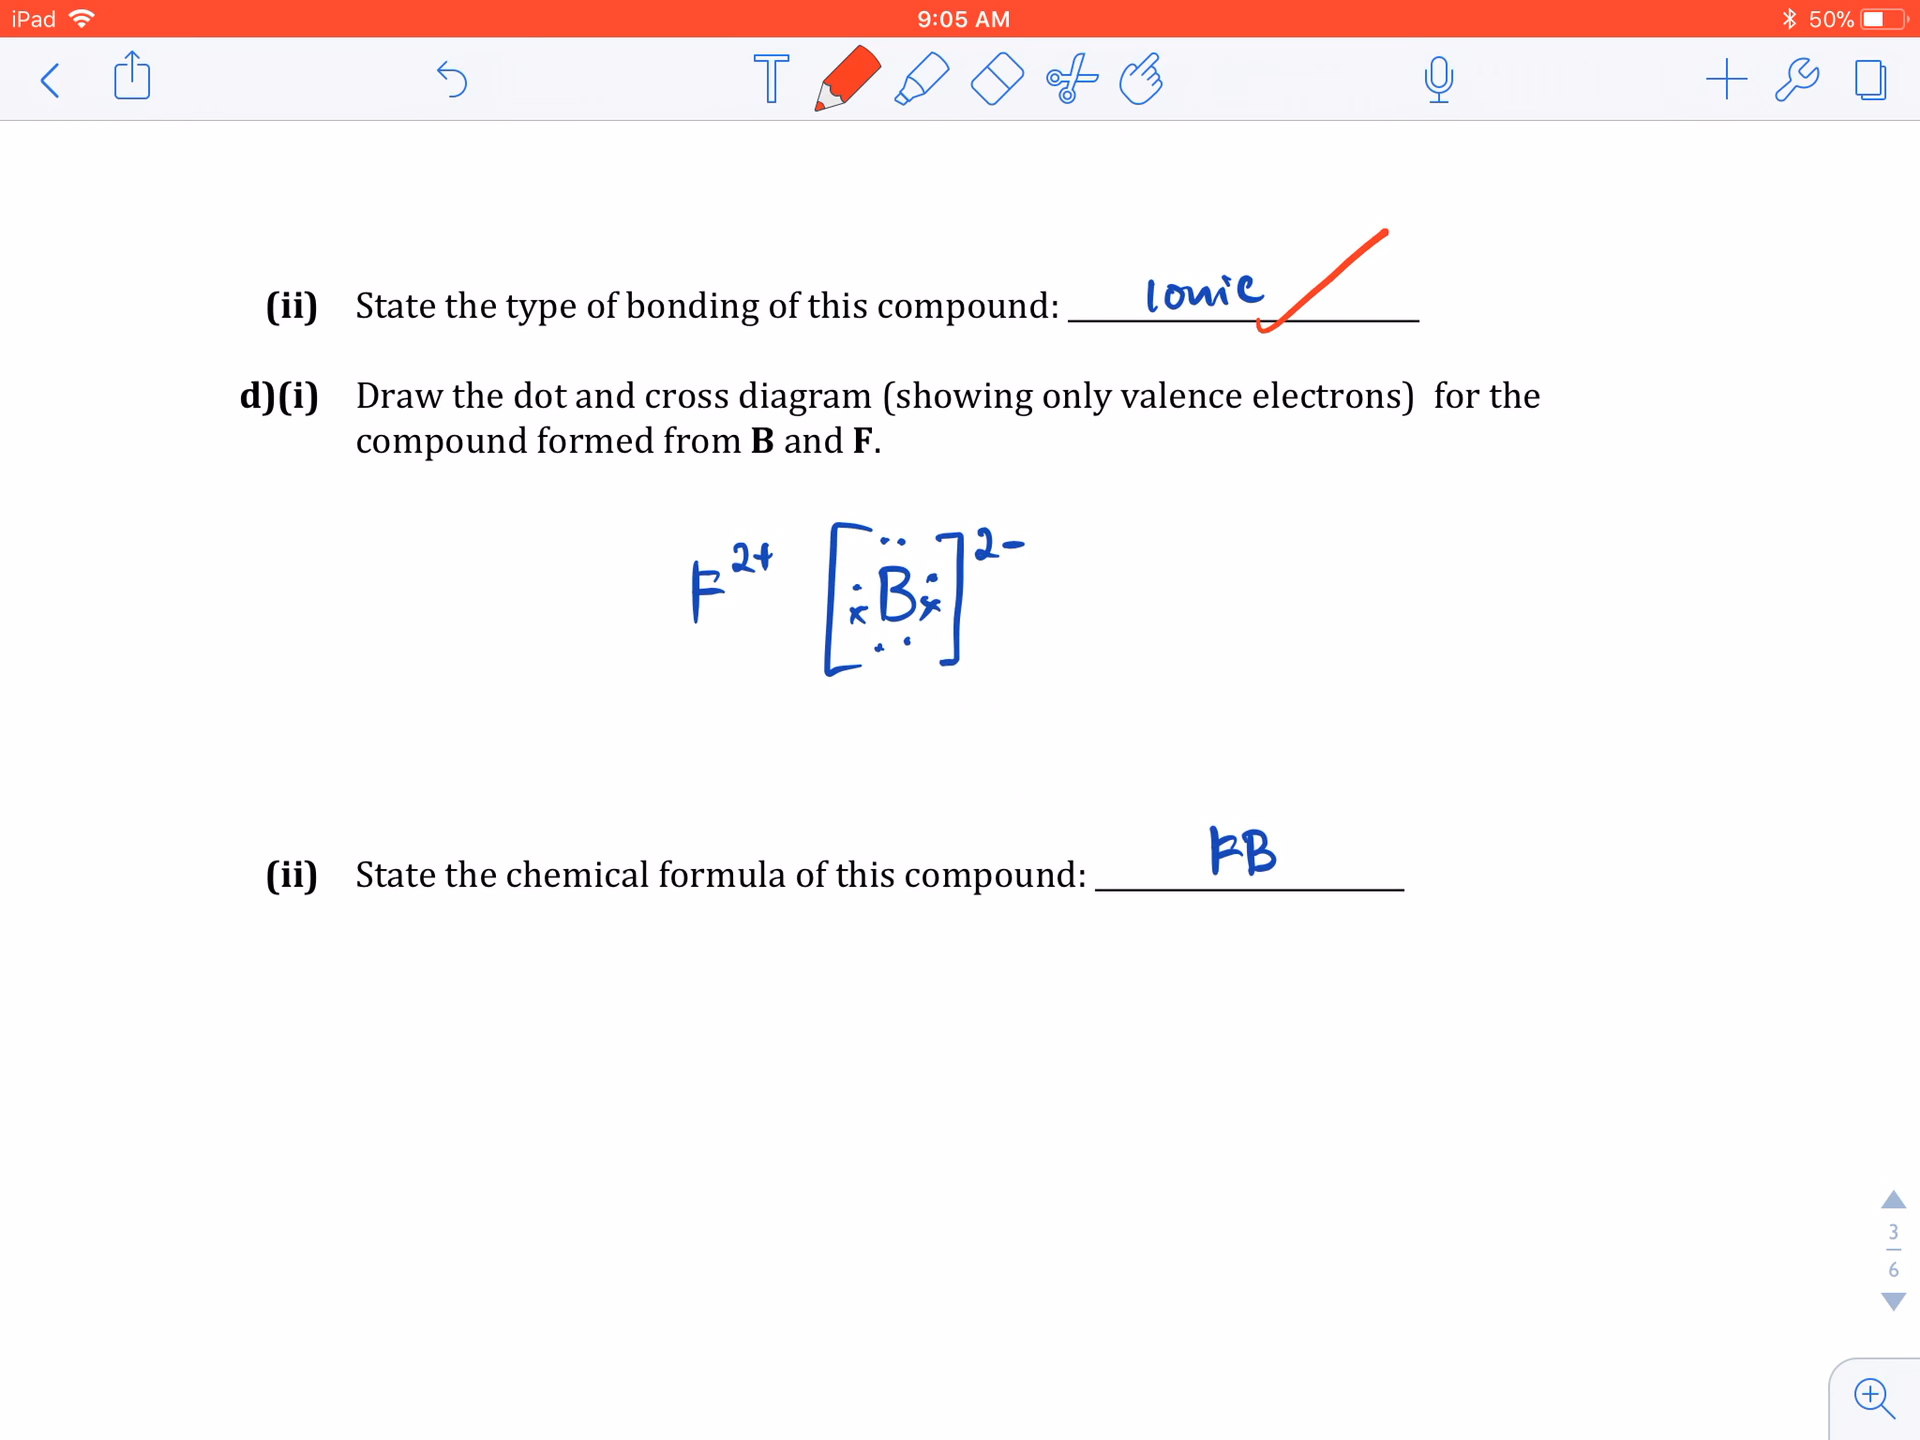 iPad 9:05 AM 50%
T
(ii) State the type of bonding of this compound: Ionic
d)(i) Draw the dot and cross diagram (showing only valence electrons) for the
compound formed from B and F.
F 2+ [B] 2-
(ii) State the chemical formula of this compound: FB
3
6